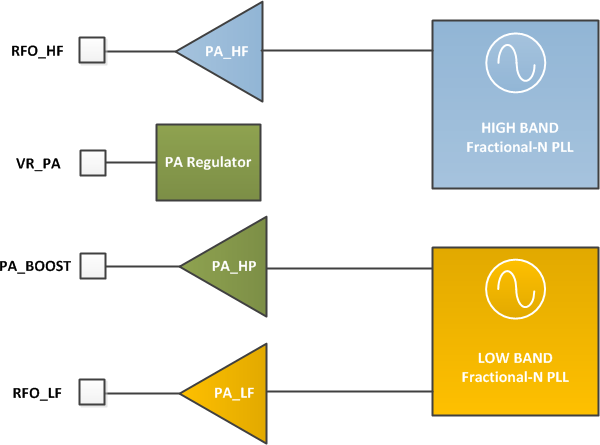 RFO_HF
PA_HF
HIGH BAND
Fractional-N PLL
VR_PA
PA Regulator
PA_BOOST
PA_HP
LOW BAND
Fractional-N PLL
RFO_LF
PA_LF